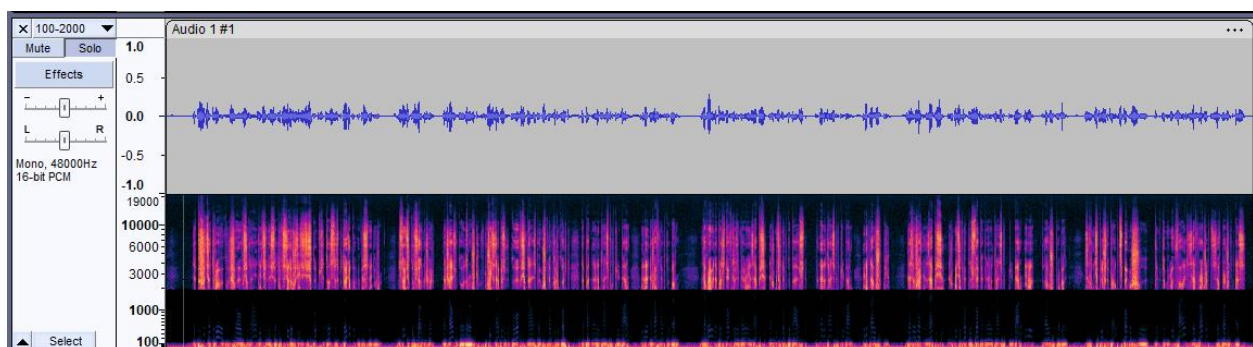 × 100-2000 ▼
Audio 1 #1
...
Mute Solo
Effects
- +
L R
Mono, 48000Hz
16-bit PCM
▲ Select
1.0
0.5
0.0
-0.5
-1.0
19000
10000
6000
3000
1000
100